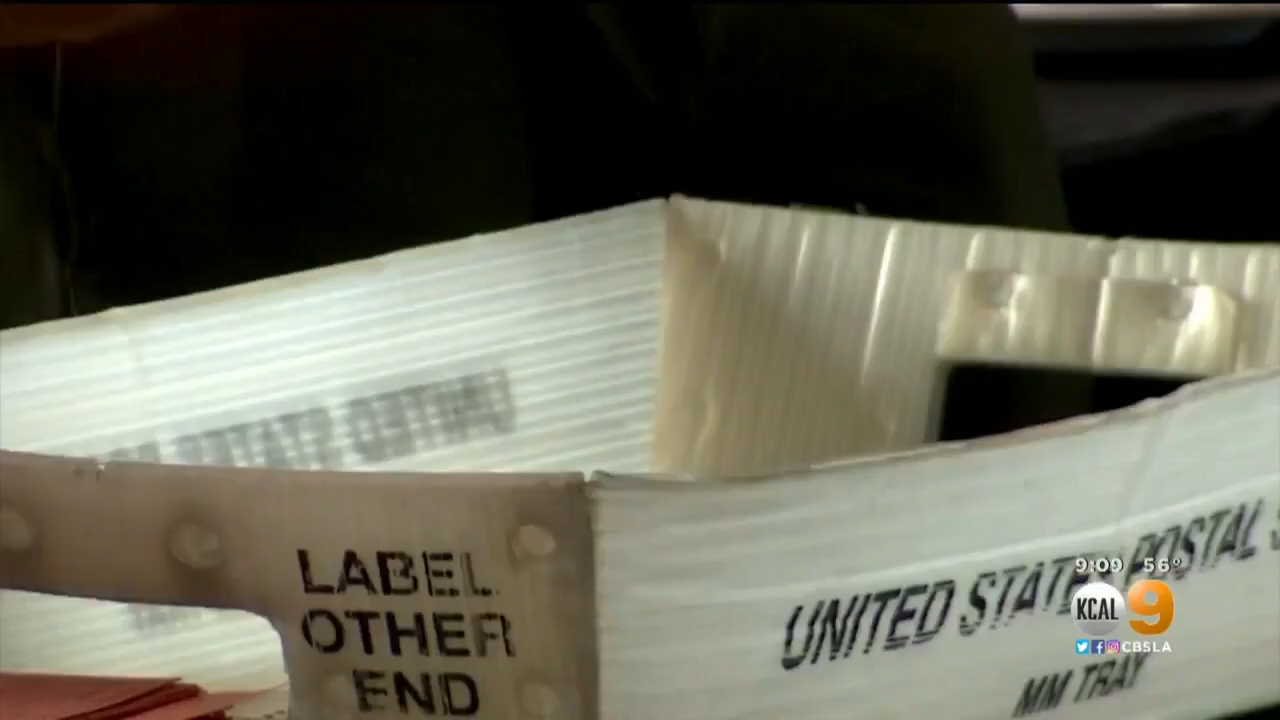 LABEL
OTHER
END
UNITED STATES POSTAL
MM TRAY
9:09 56°
KCAL 9
CBSLA